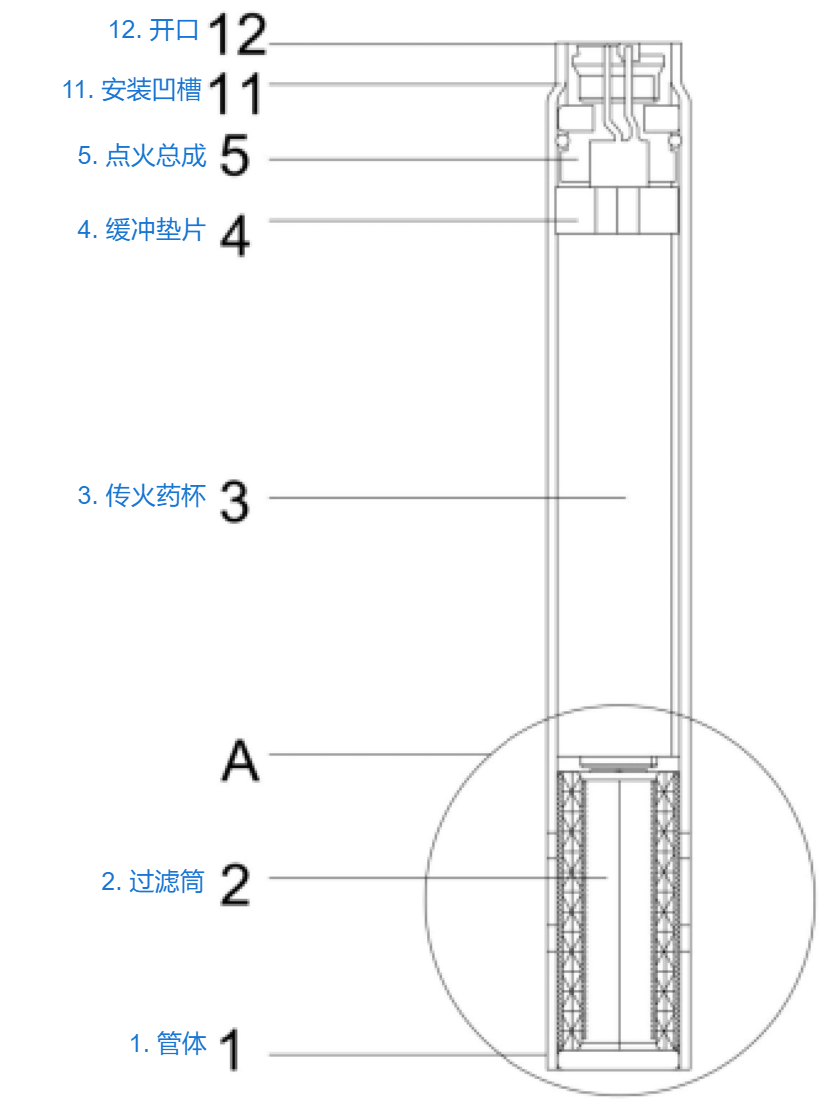 12. 开口 12
11. 安装凹槽 11
5. 点火总成 5
4. 缓冲垫片 4
3. 传火药杯 3
A
2. 过滤筒 2
1. 管体 1